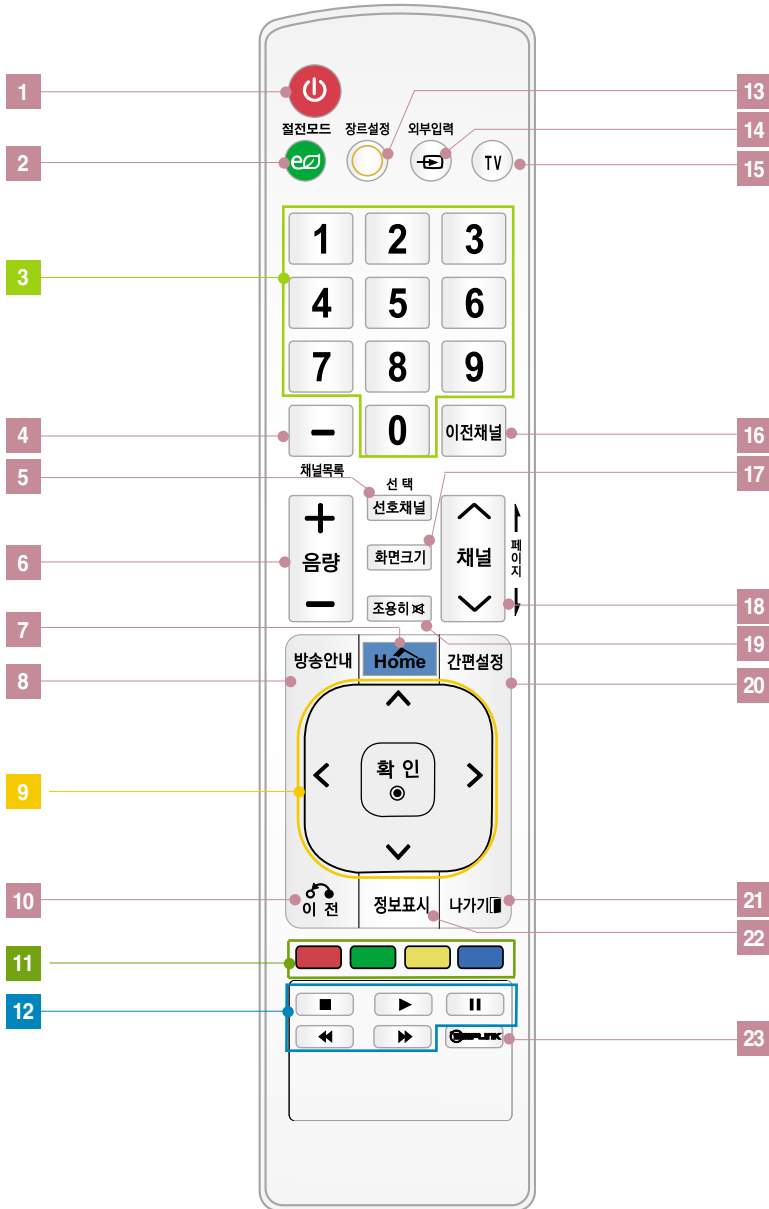 1
13
절전모드 장르설정 외부입력
14
2
TV
15
1 2 3
3
4 5 6
7 8 9
4
− 0 이전채널
16
채널목록
5
선 택
17
선호채널
+
6
음량
화면크기
채널
페이지
−
조용히
18
7
19
8
방송안내
Home
간편설정
20
확 인
9
10
이 전
정보표시
나가기
21
22
11
12
23